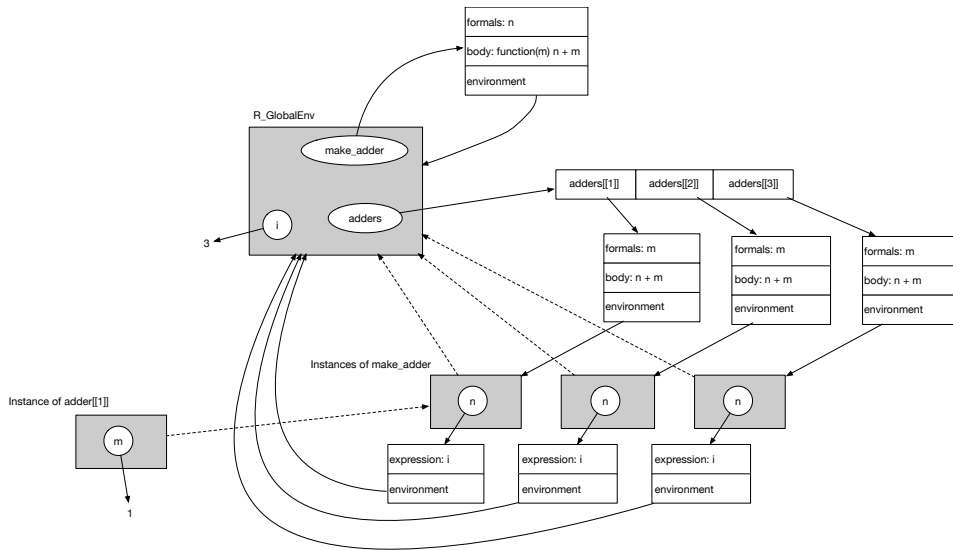 formals: n
body: function(m) n + m
environment
R_GlobalEnv
make_adder
adders[[1]] adders[[2]] adders[[3]]
adders
i
3
formals: m
body: n + m
environment
formals: m
body: n + m
environment
formals: m
body: n + m
environment
Instances of make_adder
n
n
n
Instance of adder[[1]]
m
1
expression: i
environment
expression: i
environment
expression: i
environment